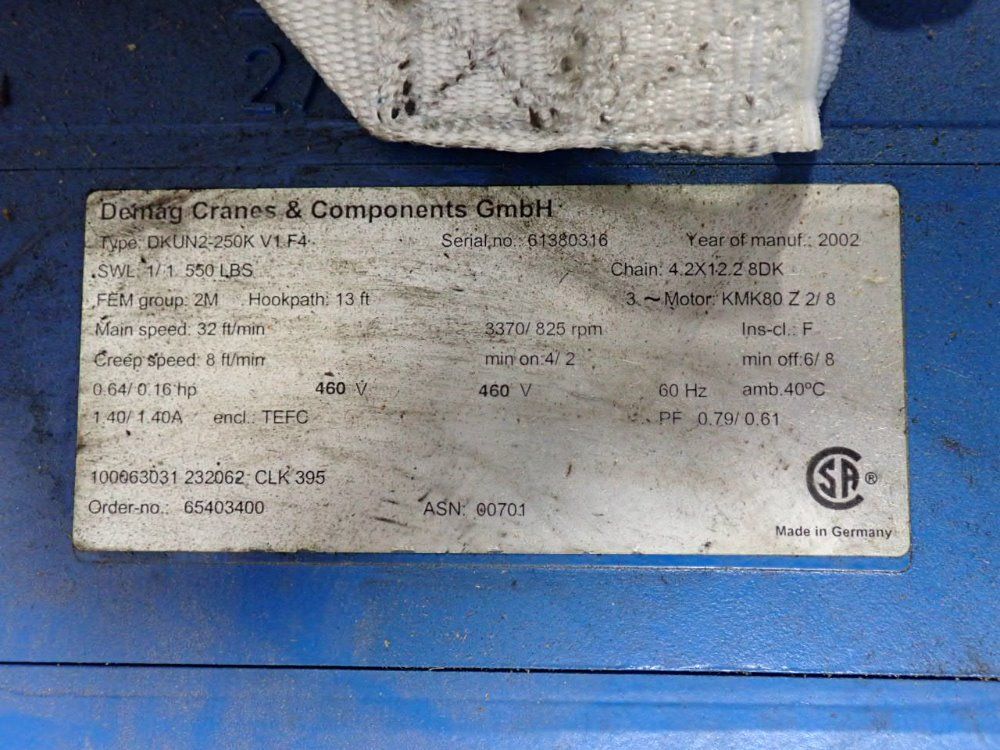 27
Demag Cranes & Components GmbH
Type: DKUN2-250K V1 F4 Serial,no.: 61380316 Year of manuf.: 2002
SWL: 1/1 550 LBS Chain: 4.2X12.2 8DK
FEM group: 2M Hookpath: 13 ft 3 ~ Motor: KMK80 Z 2/8
Main speed: 32 ft/min 3370/ 825 rpm Ins-cl.: F
Creep speed: 8 ft/min min on:4/ 2 min off:6/ 8
0.64/ 0.16 hp 460 V 460 V 60 Hz amb.40°C
1.40/ 1.40A encl.: TEFC PF 0.79/ 0.61
100063031 232062 CLK 395
Order-no.: 65403400 ASN: 00701
CSA ®
Made in Germany